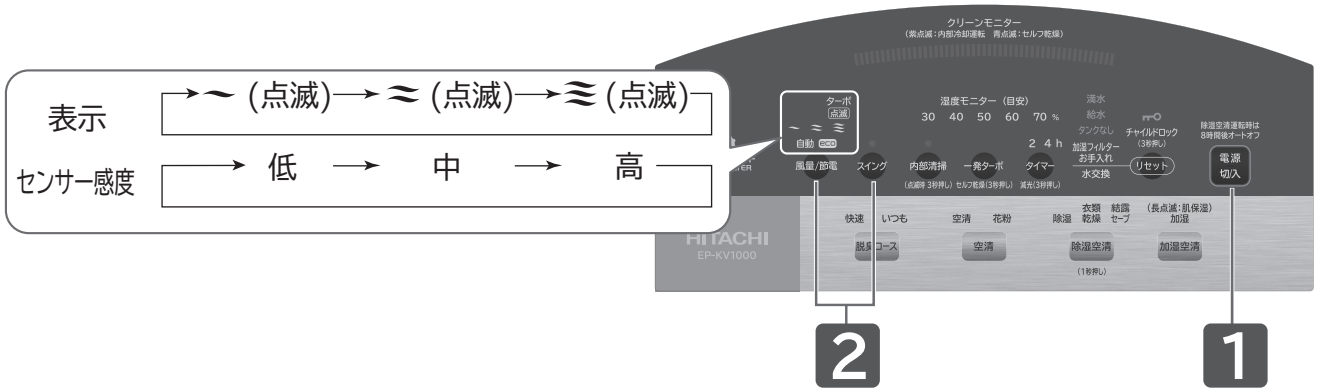 表示
～ (点滅) → ≈ (点滅) → ≋ (点滅)
センサー感度
低 → 中 → 高
クリーンモニター
(紫点滅：内部冷却運転 青点滅：セルフ乾燥)
ターボ
点滅
自動 eco
湿度モニター (目安)
30 40 50 60 70 %
満水
給水
タンクなし
加湿フィルター
お手入れ
水交換
チャイルドロック
(3秒押し)
リセット
除湿空清運転時は
8時間後オートオフ
電源
切/入
2 4 h
風量/節電
スイング
内部清掃
一発ターボ
タイマー
(点滅時 3秒押し)
セルフ乾燥(3秒押し)
減光(3秒押し)
快速 いつも
空清 花粉
除湿
衣類
乾燥
結露
セーブ
(長点滅：肌保湿)
加湿
HITACHI
EP-KV1000
脱臭コース
空清
除湿空清
加湿空清
(1秒押し)
2
1